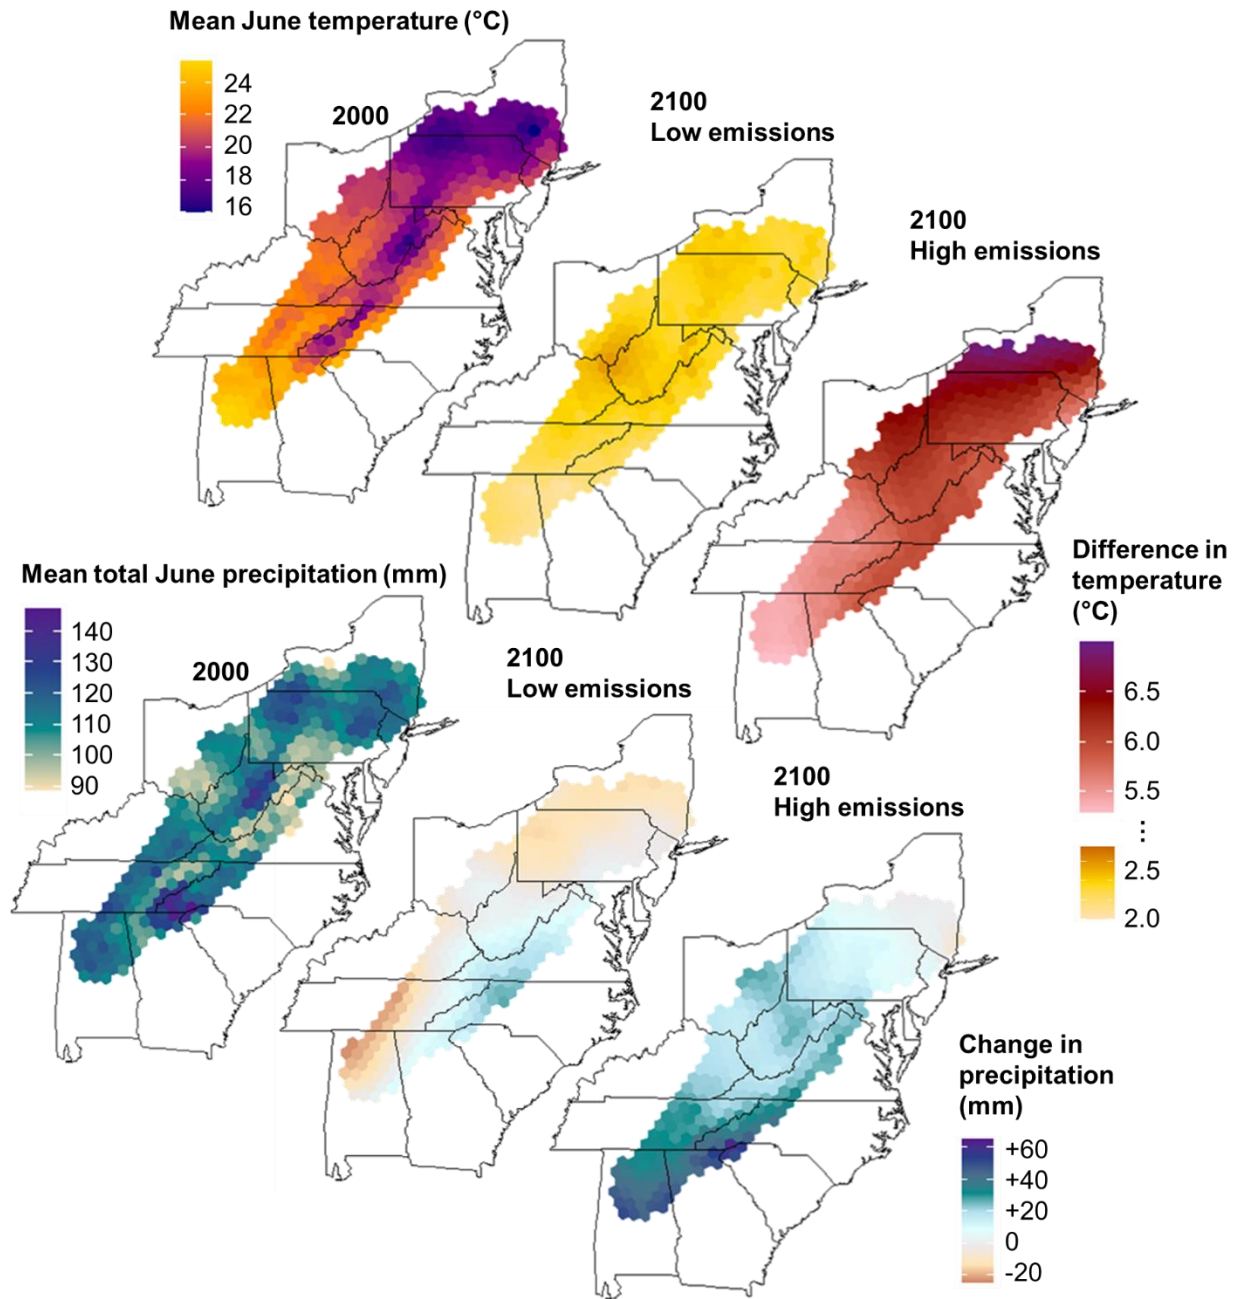 Mean June temperature (°C)
24
22
20
18
16
2000
2100
Low emissions
2100
High emissions
Difference in
temperature
(°C)
6.5
6.0
5.5
⋮
2.5
2.0
Mean total June precipitation (mm)
140
130
120
110
100
90
2000
2100
Low emissions
2100
High emissions
Change in
precipitation
(mm)
+60
+40
+20
0
-20